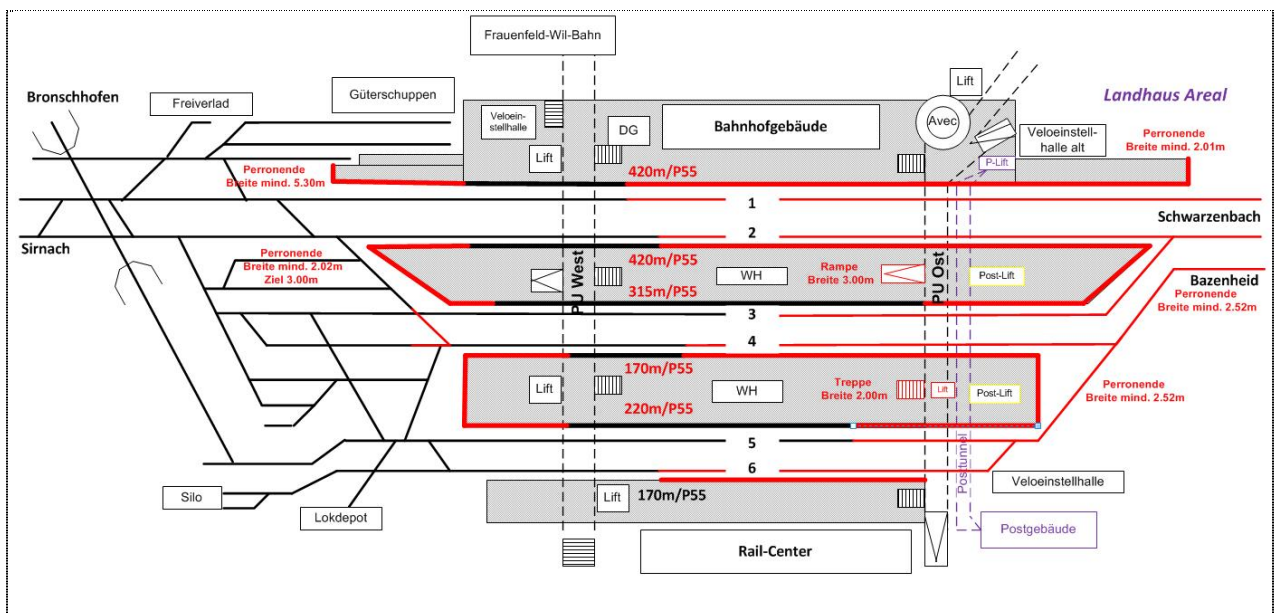 Frauenfeld-Wil-Bahn
Bronschhofen
Freiverlad
Güterschuppen
Lift
Landhaus Areal
Veloein-
stellhalle
DG
Bahnhofgebäude
Avec
Veloeinstell-
halle alt
Perronende
Breite mind. 2.01m
Lift
P-Lift
Perronende
Breite mind. 5.30m
420m/P55
1
Schwarzenbach
2
Sirnach
Perronende
Breite mind. 2.02m
Ziel 3.00m
PU West
420m/P55
WH
Rampe
Breite 3.00m
PU Ost
Post-Lift
Bazenheid
315m/P55
Perronende
Breite mind. 2.52m
3
4
170m/P55
Lift
WH
Treppe
Breite 2.00m
Lift
Post-Lift
Perronende
Breite mind. 2.52m
220m/P55
5
Posttunnel
6
Silo
Lift
170m/P55
Veloeinstellhalle
Lokdepot
Postgebäude
Rail-Center